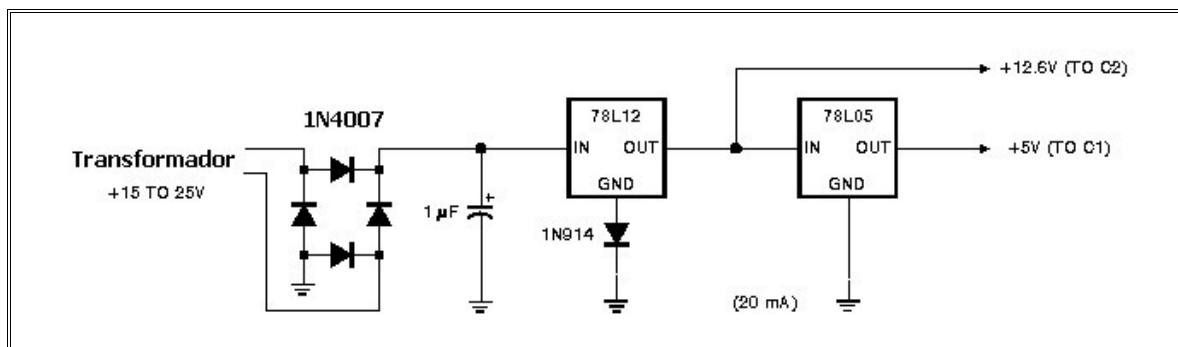 +12.6V (TO C2)
1N4007
78L12
78L05
Transformador
+15 TO 25V
IN OUT
GND
IN OUT
GND
+5V (TO C1)
1 µF
+
1N914
(20 mA)